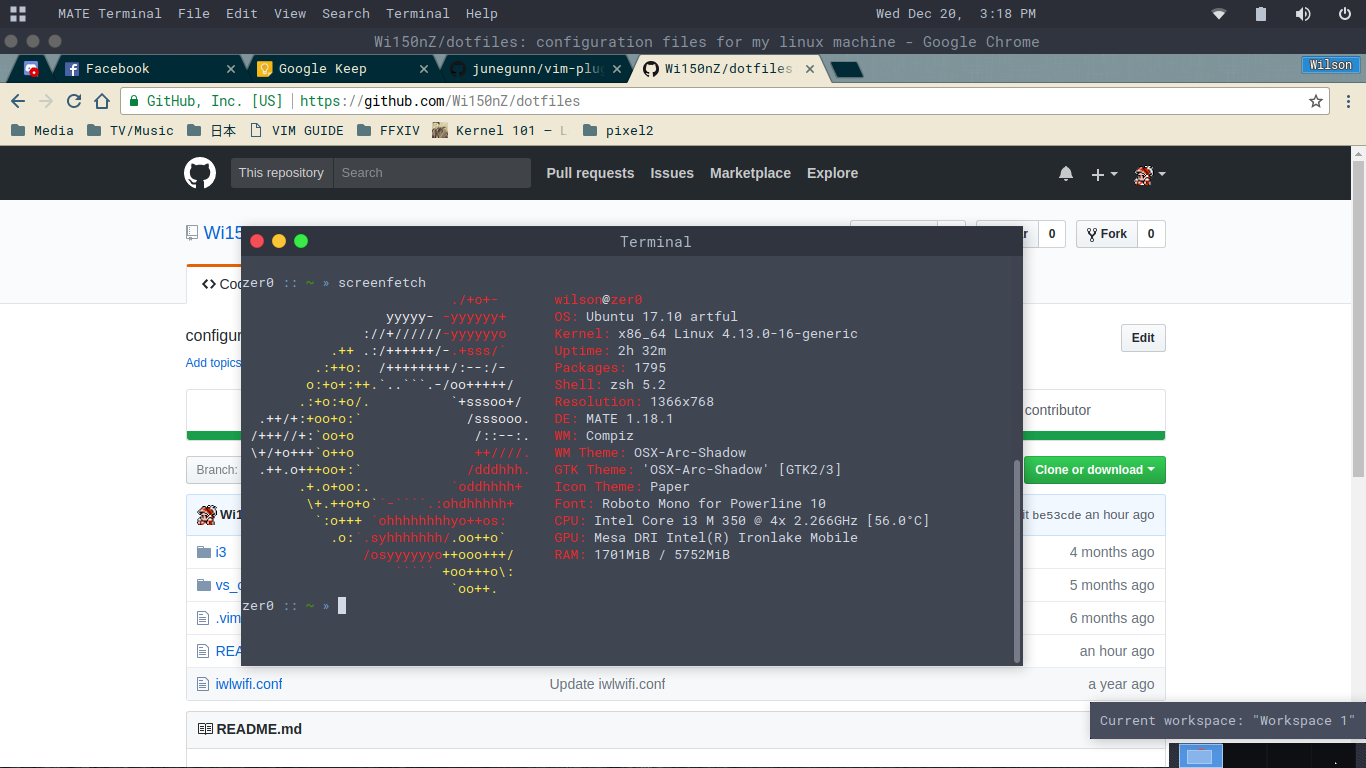 MATE Terminal File Edit View Search Terminal Help Wed Dec 20, 3:18 PM
Wi150nZ/dotfiles: configuration files for my linux machine - Google Chrome
Facebook Google Keep junegunn/vim-plug Wi150nZ/dotfiles Wilson
GitHub, Inc. [US] https://github.com/Wi150nZ/dotfiles
Media TV/Music 日本 VIM GUIDE FFXIV Kernel 101 – L pixel2
This repository Search Pull requests Issues Marketplace Explore
Wi15 r 0 Fork 0
Terminal
Coc
zer0 :: ~ » screenfetch
./+o+- wilson@zer0
yyyyy- -yyyyyy+ OS: Ubuntu 17.10 artful
://+//////-yyyyyyo Kernel: x86_64 Linux 4.13.0-16-generic
.++ .:/++++++/-.+sss/` Uptime: 2h 32m
.:++o: /++++++++/:--:/- Packages: 1795
o:+o+:++.`..```.-/oo+++++/ Shell: zsh 5.2
.:+o:+o/. `+sssoo+/ Resolution: 1366x768
.++/+:+oo+o:` /sssooo. DE: MATE 1.18.1
/+++//+:`oo+o /::--:. WM: Compiz
\+/+o+++`o++o ++////. WM Theme: OSX-Arc-Shadow
.++.o+++oo+:` /dddhhh. GTK Theme: 'OSX-Arc-Shadow' [GTK2/3]
.+.o+oo:. `oddhhhh+ Icon Theme: Paper
\+.++o+o``-````.:ohdhhhhh+ Font: Roboto Mono for Powerline 10
`:o+++ `ohhhhhhhhyo++os: CPU: Intel Core i3 M 350 @ 4x 2.266GHz [56.0°C]
.o:`.syhhhhhhh/.oo++o` GPU: Mesa DRI Intel(R) Ironlake Mobile
/osyyyyyyo++ooo+++/ RAM: 1701MiB / 5752MiB
````` +oo+++o\:
`oo++.
zer0 :: ~ »
configur Edit
Add topics
contributor
Branch: Clone or download
Wi1 it be53cde an hour ago
i3 4 months ago
vs_c 5 months ago
.vim 6 months ago
REA an hour ago
iwlwifi.conf Update iwlwifi.conf a year ago
README.md
Current workspace: "Workspace 1"